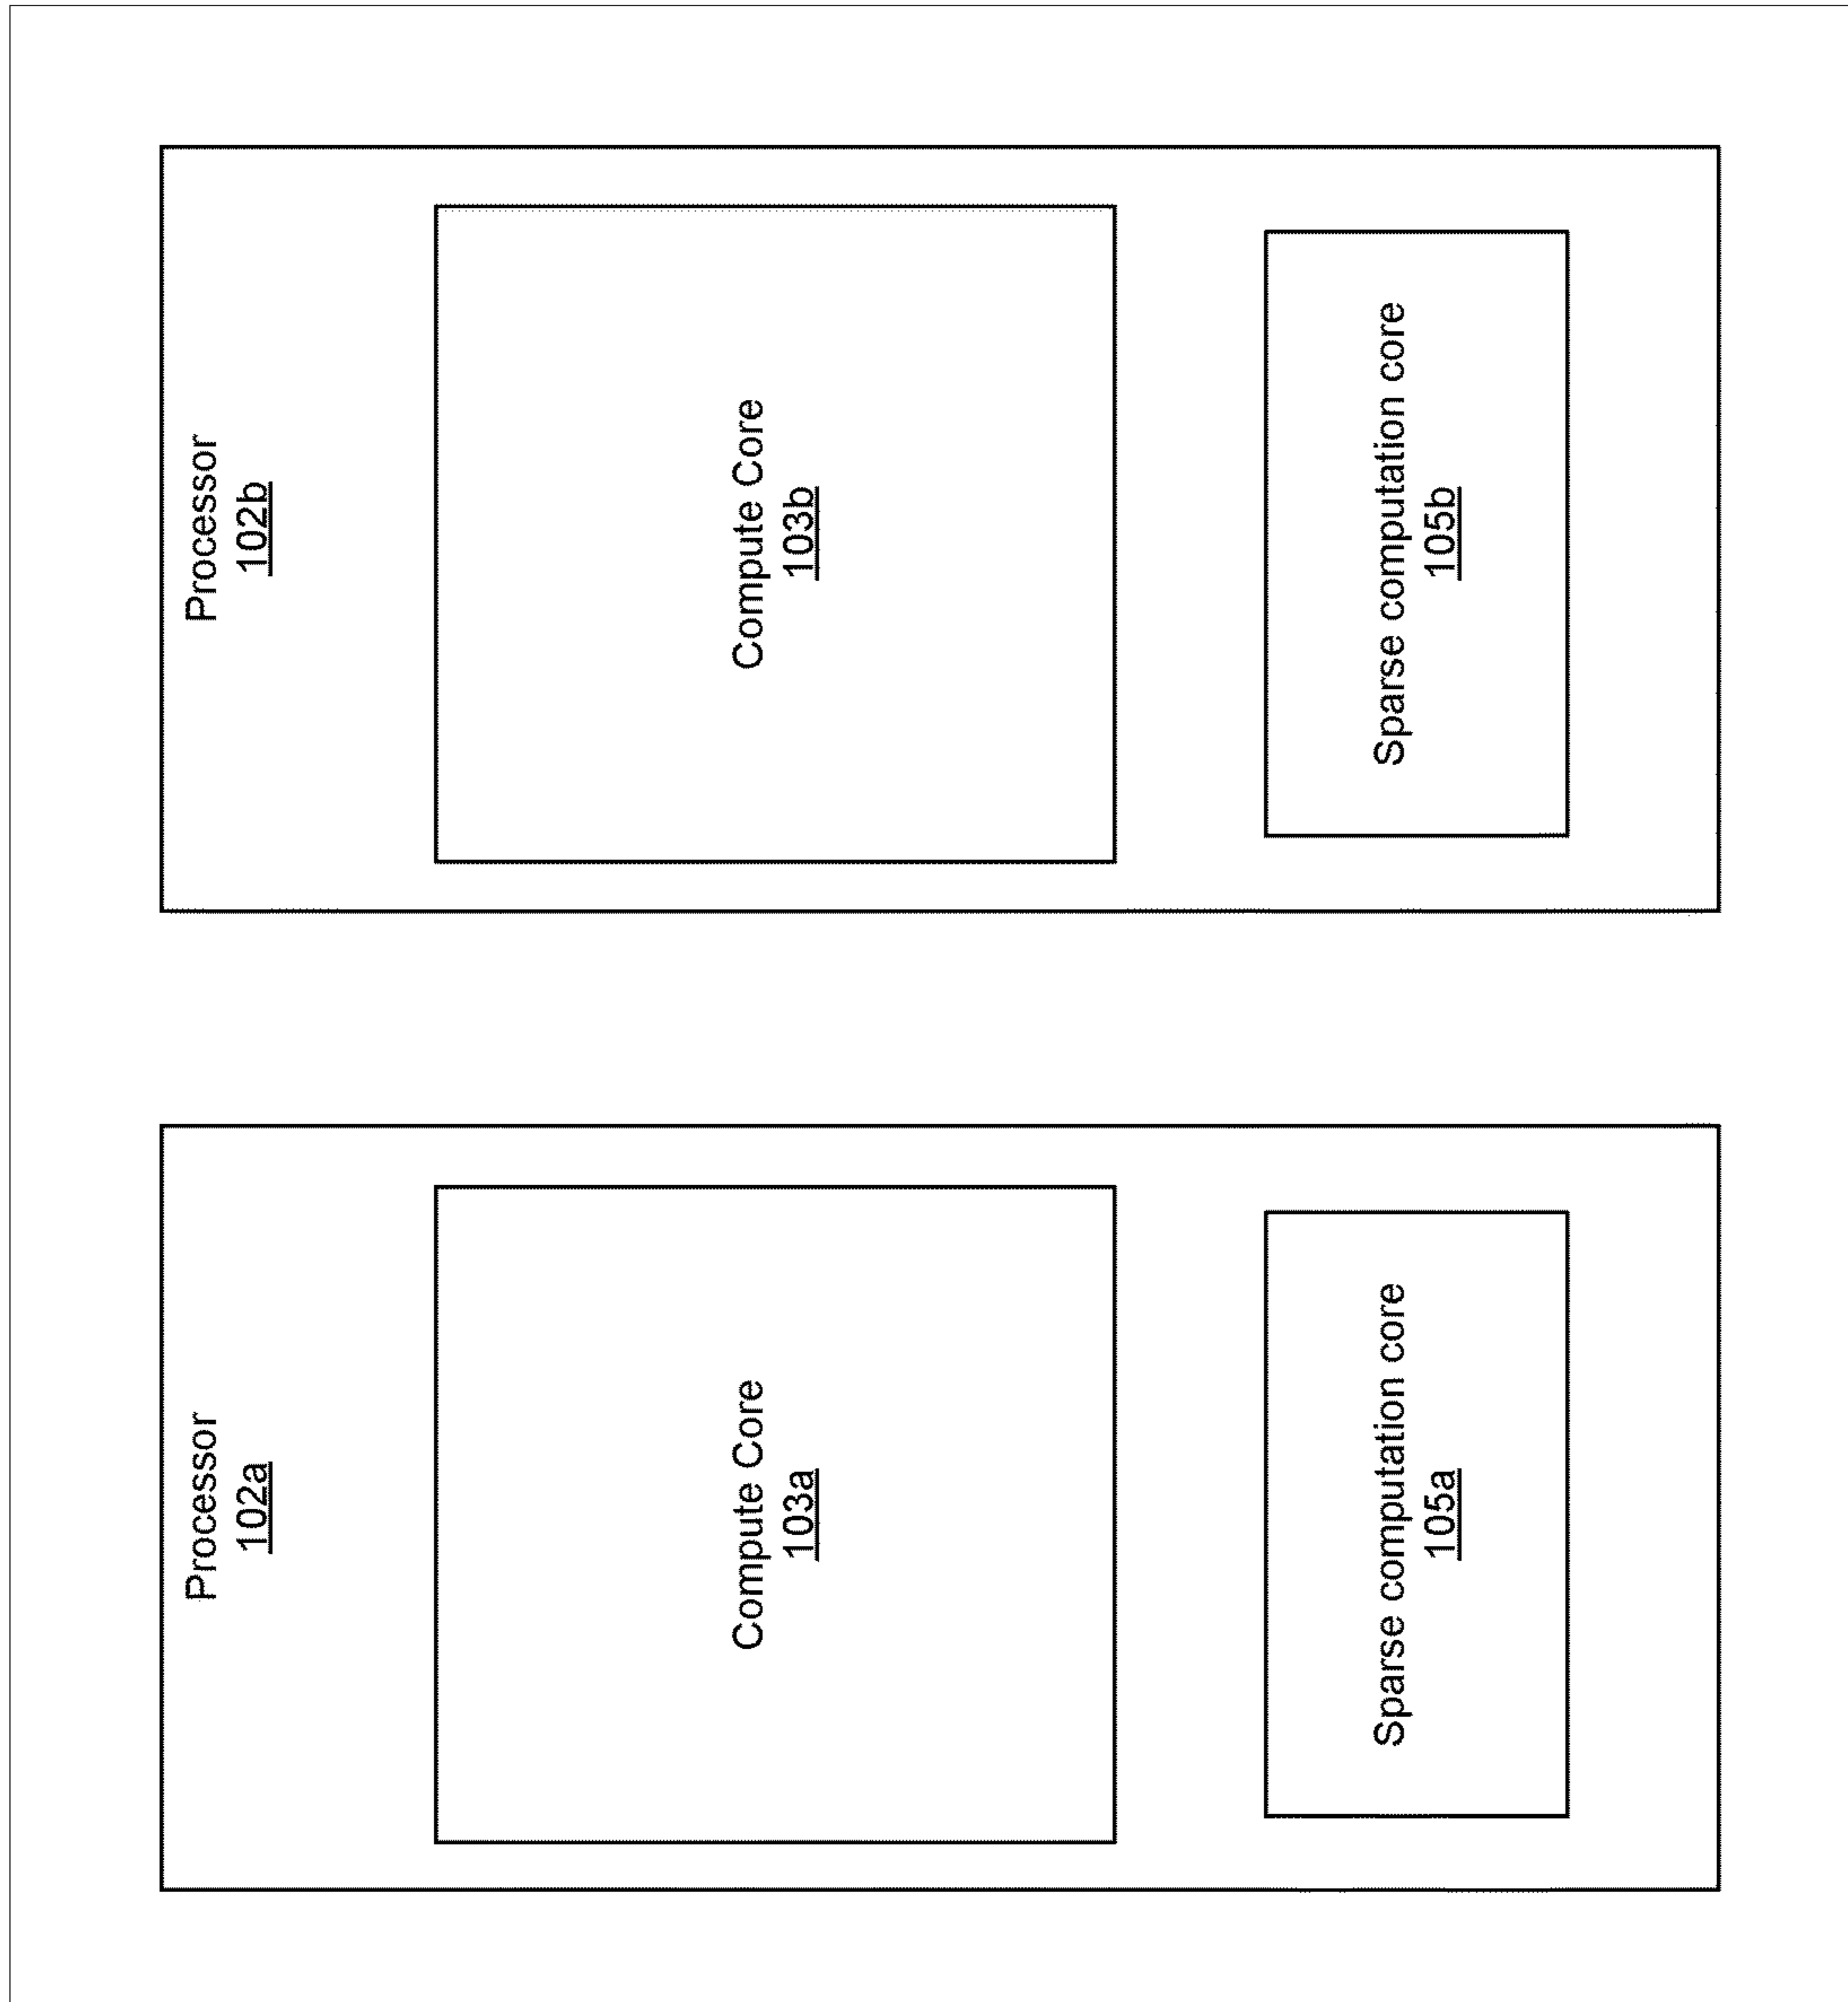 Processor
102a
Compute Core
103a
Sparse computation core
105a
Processor
102b
Compute Core
103b
Sparse computation core
105b